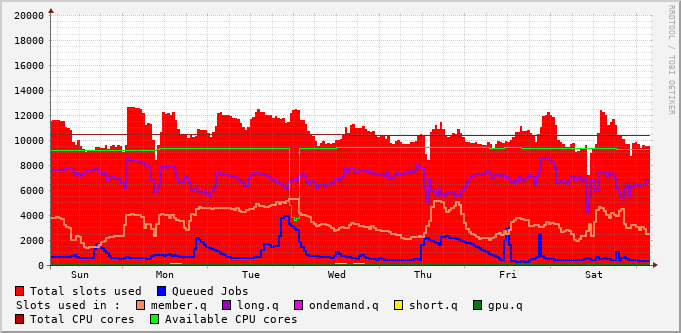 20000
18000
16000
14000
12000
10000
8000
6000
4000
2000
0
Sun Mon Tue Wed Thu Fri Sat
Total slots used Queued Jobs
Slots used in : member.q long.q ondemand.q short.q gpu.q
Total CPU cores Available CPU cores
RRDTOOL / TOBI OETIKER